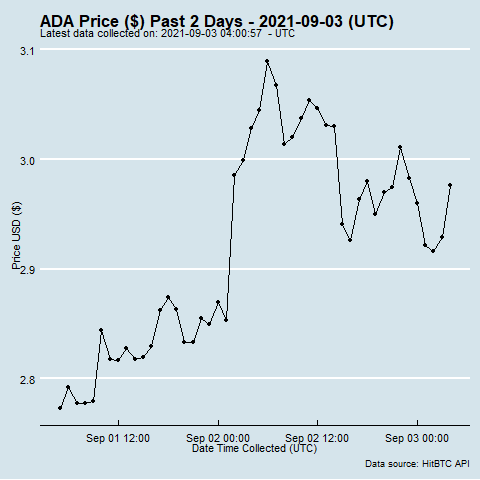 ADA Price ($) Past 2 Days - 2021-09-03 (UTC)
Latest data collected on: 2021-09-03 04:00:57  - UTC
3.1
3.0
2.9
2.8
Price USD ($)
Sep 01 12:00 Sep 02 00:00 Sep 02 12:00 Sep 03 00:00
Date Time Collected (UTC)
Data source: HitBTC API